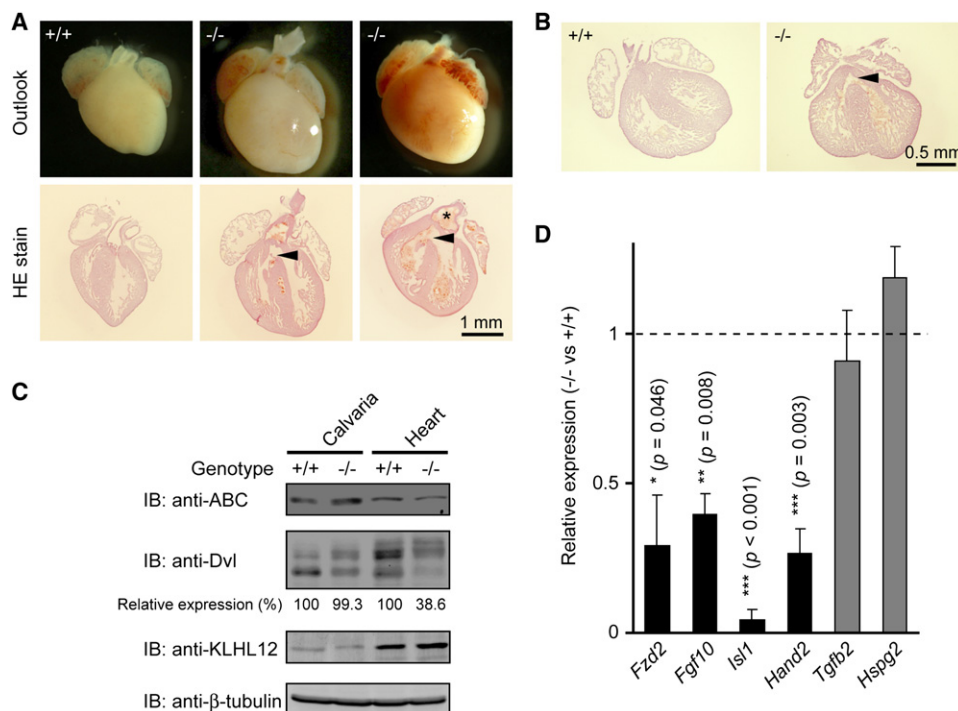 A
+/+
-/-
-/-
Outlook
HE stain
*
1 mm
B
+/+
-/-
0.5 mm
C
Calvaria
Heart
Genotype +/+ -/- +/+ -/-
IB: anti-ABC
IB: anti-Dvl
Relative expression (%) 100 99.3 100 38.6
IB: anti-KLHL12
IB: anti-β-tubulin
D
Relative expression (-/- vs +/+)
1
0.5
0
* (p = 0.046)
** (p = 0.008)
*** (p < 0.001)
*** (p = 0.003)
Fzd2
Fgf10
Isl1
Hand2
Tgfb2
Hspg2